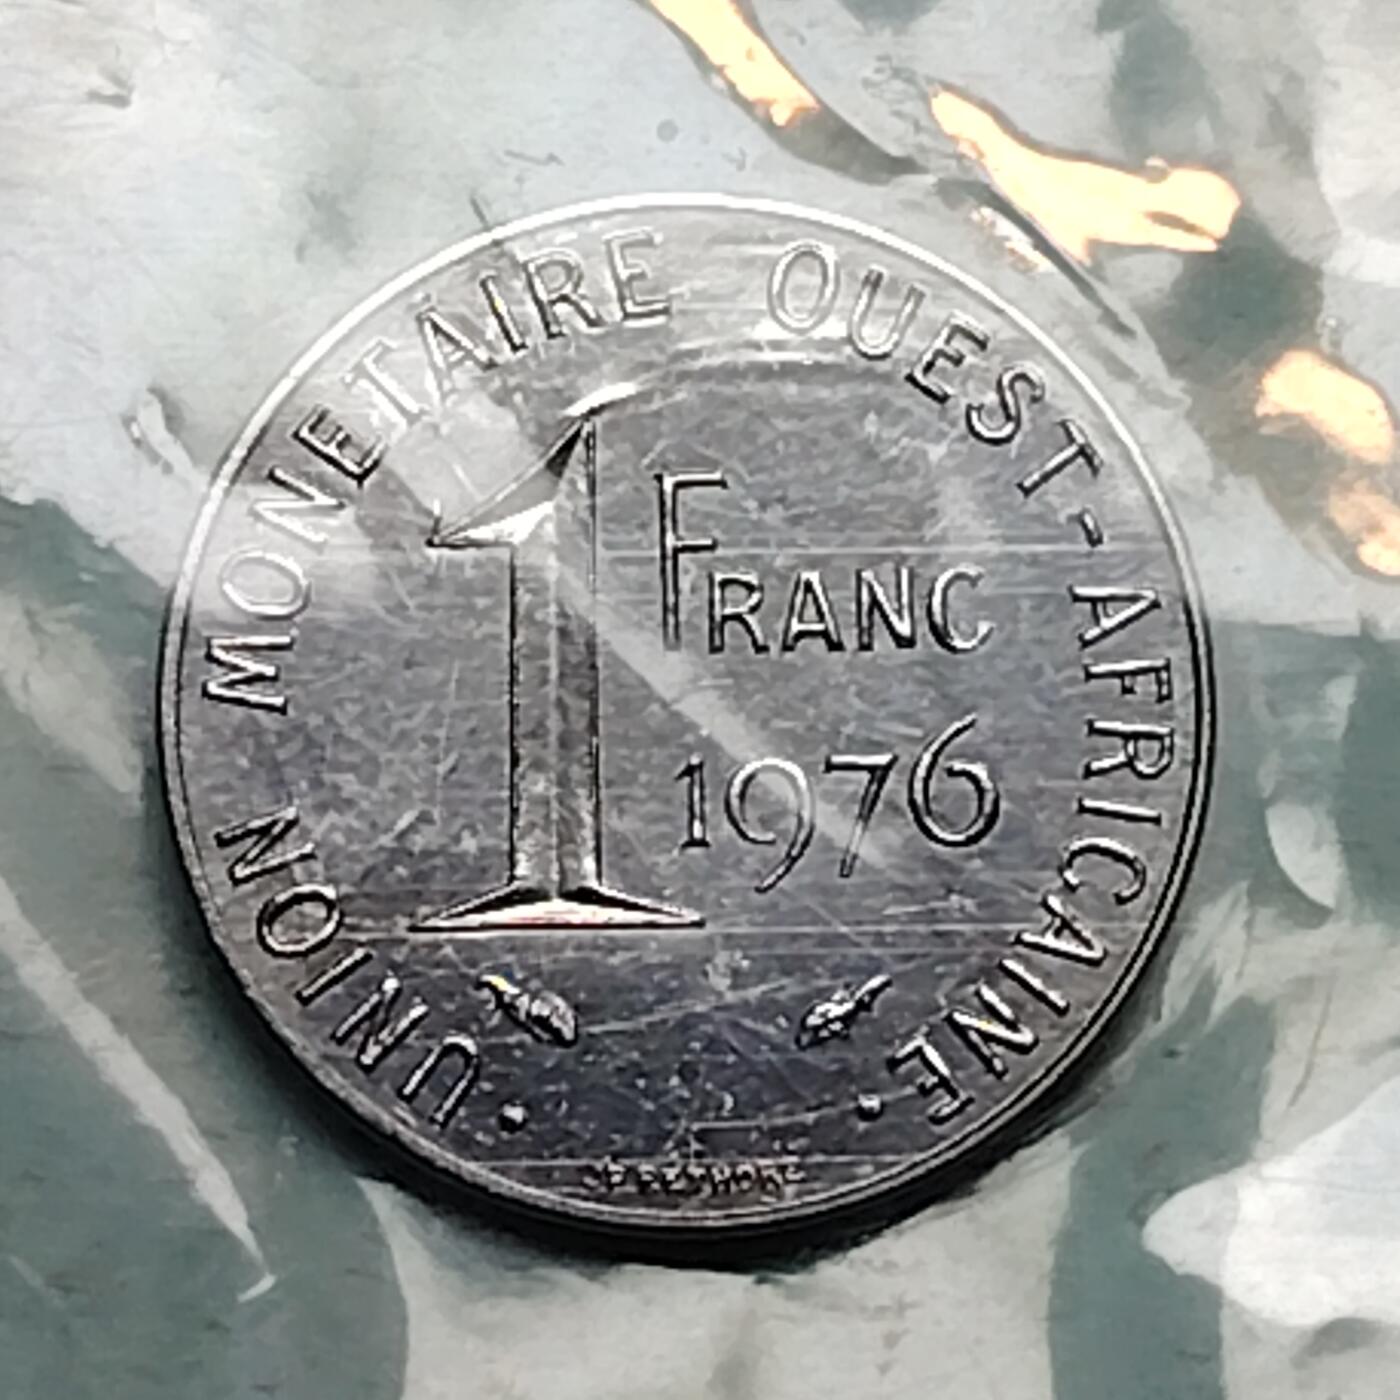 UNION MONETAIRE OUEST-AFRICAINE
1
FRANC
1976